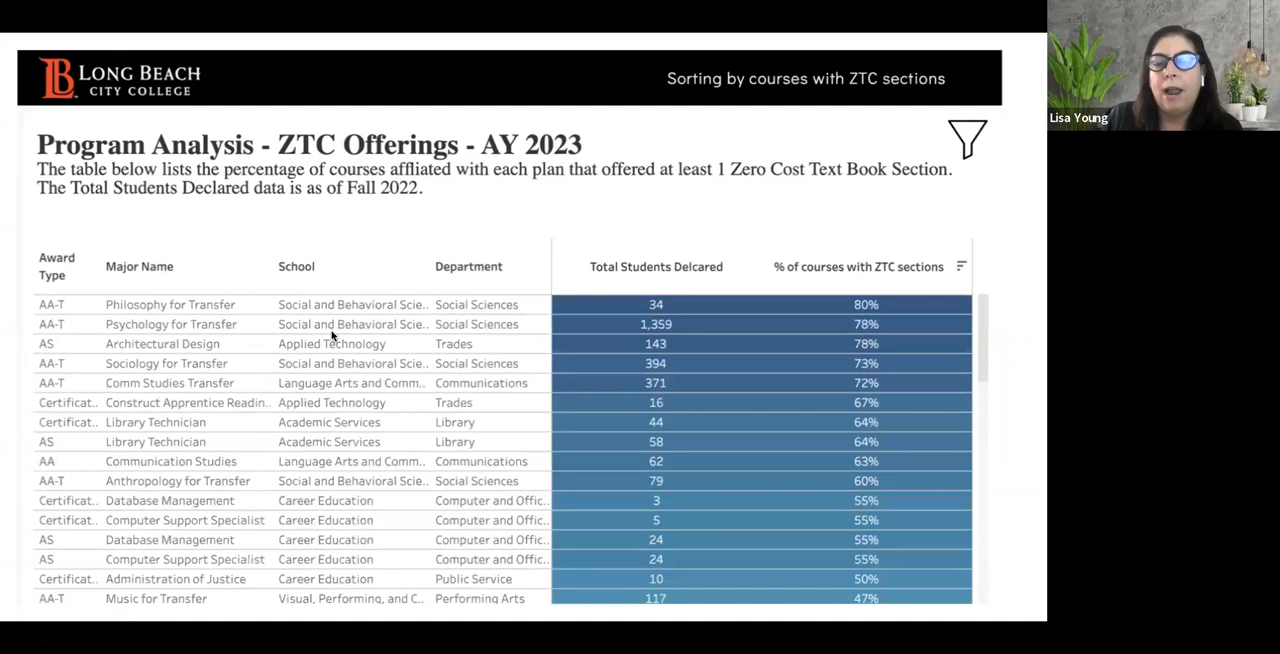 LB LONG BEACH
CITY COLLEGE
Sorting by courses with ZTC sections
Lisa Young
Program Analysis - ZTC Offerings - AY 2023
The table below lists the percentage of courses affliated with each plan that offered at least 1 Zero Cost Text Book Section.
The Total Students Declared data is as of Fall 2022.
Award Type Major Name School Department Total Students Delcared % of courses with ZTC sections
AA-T Philosophy for Transfer Social and Behavioral Scie.. Social Sciences 34 80%
AA-T Psychology for Transfer Social and Behavioral Scie.. Social Sciences 1,359 78%
AS Architectural Design Applied Technology Trades 143 78%
AA-T Sociology for Transfer Social and Behavioral Scie.. Social Sciences 394 73%
AA-T Comm Studies Transfer Language Arts and Comm.. Communications 371 72%
Certificat.. Construct Apprentice Readin.. Applied Technology Trades 16 67%
Certificat.. Library Technician Academic Services Library 44 64%
AS Library Technician Academic Services Library 58 64%
AA Communication Studies Language Arts and Comm.. Communications 62 63%
AA-T Anthropology for Transfer Social and Behavioral Scie.. Social Sciences 79 60%
Certificat.. Database Management Career Education Computer and Offic.. 3 55%
Certificat.. Computer Support Specialist Career Education Computer and Offic.. 5 55%
AS Database Management Career Education Computer and Offic.. 24 55%
AS Computer Support Specialist Career Education Computer and Offic.. 24 55%
Certificat.. Administration of Justice Career Education Public Service 10 50%
AA-T Music for Transfer Visual, Performing, and C.. Performing Arts 117 47%